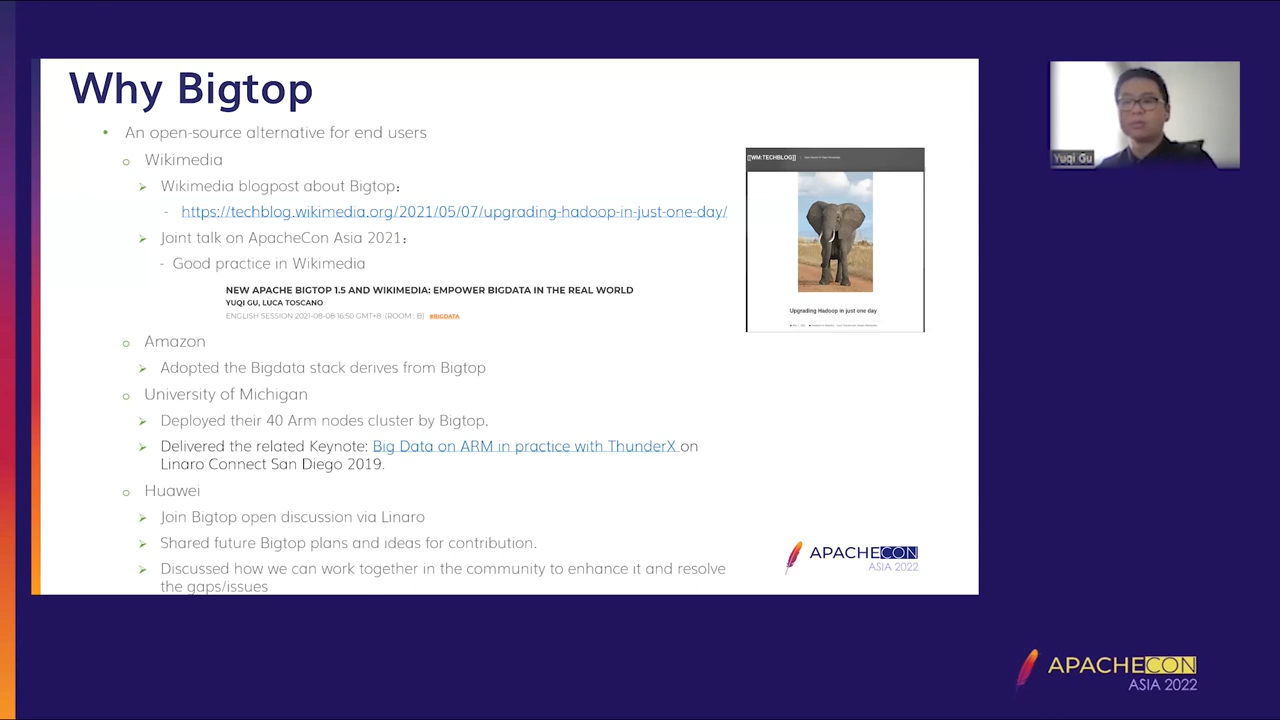 Why Bigtop
• An open-source alternative for end users
o Wikimedia
➢ Wikimedia blogpost about Bigtop：
- https://techblog.wikimedia.org/2021/05/07/upgrading-hadoop-in-just-one-day/
➢ Joint talk on ApacheCon Asia 2021：
- Good practice in Wikimedia
NEW APACHE BIGTOP 1.5 AND WIKIMEDIA: EMPOWER BIGDATA IN THE REAL WORLD
YUQI GU, LUCA TOSCANO
ENGLISH SESSION 2021-08-08 16:50 GMT+8 (ROOM : B) #BIGDATA
o Amazon
➢ Adopted the Bigdata stack derives from Bigtop
o University of Michigan
➢ Deployed their 40 Arm nodes cluster by Bigtop.
➢ Delivered the related Keynote: Big Data on ARM in practice with ThunderX on
Linaro Connect San Diego 2019.
o Huawei
➢ Join Bigtop open discussion via Linaro
➢ Shared future Bigtop plans and ideas for contribution.
➢ Discussed how we can work together in the community to enhance it and resolve
the gaps/issues
[[WM:TECHBLOG]]
Upgrading Hadoop in just one day
APACHECON
ASIA 2022
Yuqi Gu
APACHECON
ASIA 2022